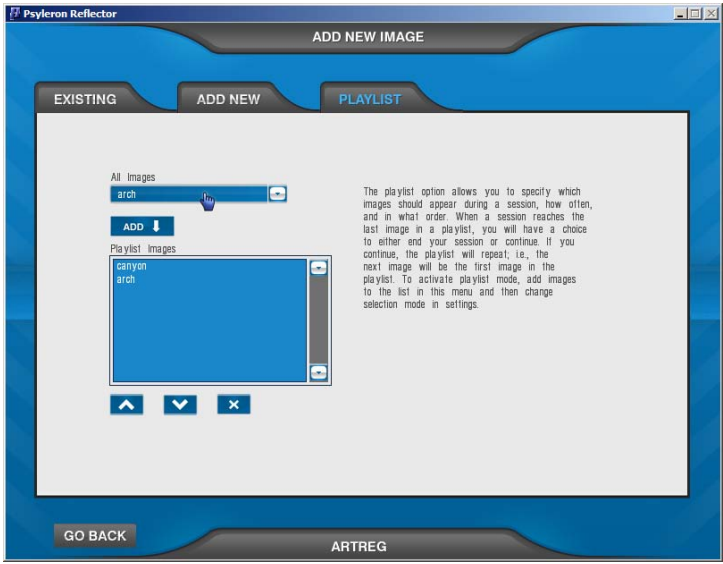 Psyleron Reflector
ADD NEW IMAGE
EXISTING
ADD NEW
PLAYLIST
All Images
arch
ADD
Playlist Images
canyon
arch
The playlist option allows you to specify which
images should appear during a session, how often,
and in what order. When a session reaches the
last image in a playlist, you will have a choice
to either end your session or continue. If you
continue, the playlist will repeat; i.e., the
next image will be the first image in the
playlist. To activate playlist mode, add images
to the list in this menu and then change
selection mode in settings.
GO BACK
ARTREG